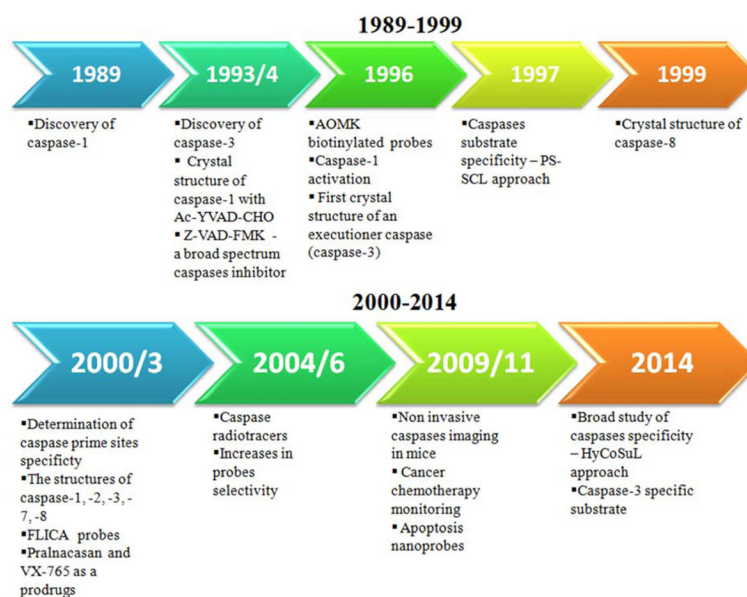 1989-1999
1989
1993/4
1996
1997
1999
▪Discovery of
caspase-1
▪Discovery of
caspase-3
▪ Crystal
structure of
caspase-1 with
Ac-YVAD-CHO
▪ Z-VAD-FMK -
a broad spectrum
caspases inhibitor
▪AOMK
biotinylated probes
▪Caspase-1
activation
▪ First crystal
structure of an
executioner caspase
(caspase-3)
▪Caspases
substrate
specificity – PS-
SCL approach
▪Crystal structure of
caspase-8
2000-2014
2000/3
2004/6
2009/11
2014
▪Determination of
caspase prime sites
specificty
▪The structures of
caspase-1, -2, -3, -
7, -8
▪FLICA probes
▪Pralnacasan and
VX-765 as a
prodrugs
▪Caspase
radiotracers
▪Increases in
probes
selectivity
▪Non invasive
caspases imaging
in mice
▪ Cancer
chemotherapy
monitoring
▪ Apoptosis
nanoprobes
▪Broad study of
caspases specificity
– HyCoSuL
approach
▪Caspase-3 specific
substrate